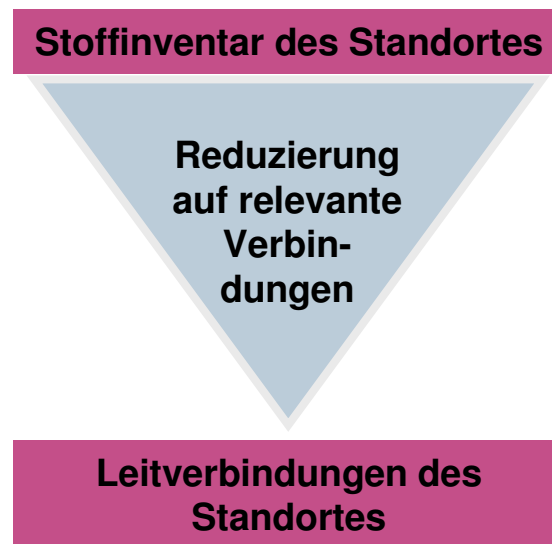 Stoffinventar des Standortes
Reduzierung
auf relevante
Verbin-
dungen
Leitverbindungen des
Standortes